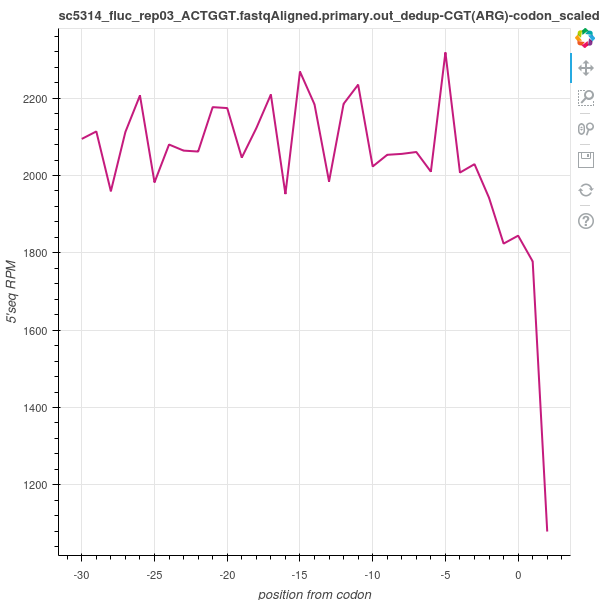 sc5314_fluc_rep03_ACTGGT.fastqAligned.primary.out_dedup-CGT(ARG)-codon_scaled
2200
2000
1800
1600
1400
1200
5'seq RPM
-30 -25 -20 -15 -10 -5 0
position from codon